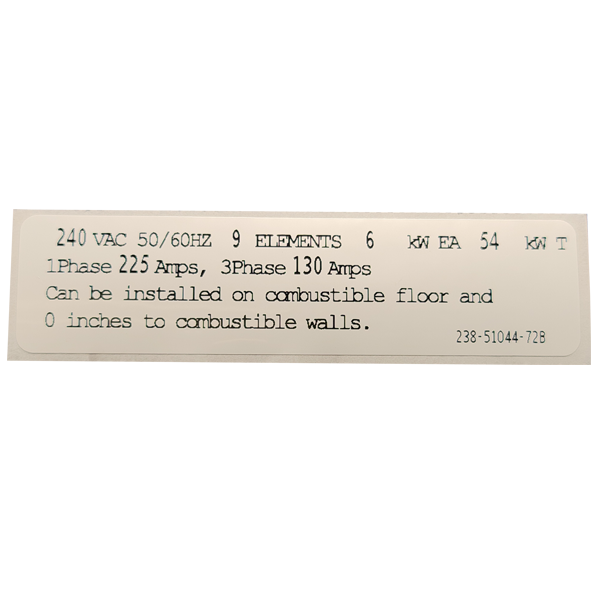 240 VAC 50/60HZ 9 ELEMENTS 6 kW EA 54 kW T
1Phase 225 Amps, 3Phase 130 Amps
Can be installed on combustible floor and
0 inches to combustible walls.
238-51044-72B